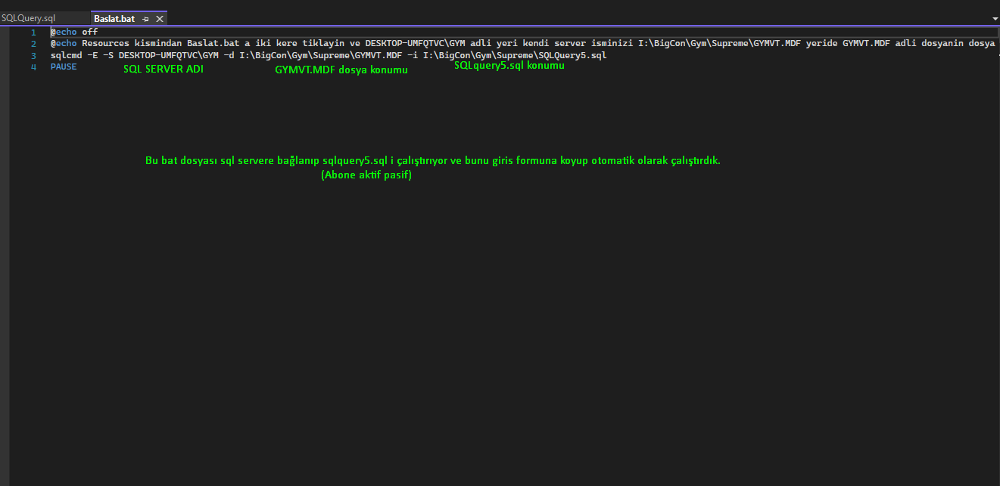 SQLQuery.sql
Baslat.bat
1 @echo off
2 @echo Resources kismindan Baslat.bat a iki kere tiklayin ve DESKTOP-UMFQTVC\GYM adli yeri kendi server isminizi I:\BigCon\Gym\Supreme\GYMVT.MDF yeride GYMVT.MDF adli dosyanin dosya
3 sqlcmd -E -S DESKTOP-UMFQTVC\GYM -d I:\BigCon\Gym\Supreme\GYMVT.MDF -i I:\BigCon\Gym\Supreme\SQLQuery5.sql
4 PAUSE
SQL SERVER ADI
GYMVT.MDF dosya konumu
SQLquery5.sql konumu
Bu bat dosyası sql servere bağlanıp sqlquery5.sql i çalıştırıyor ve bunu giris formuna koyup otomatik olarak çalıştırdık.
(Abone aktif pasif)